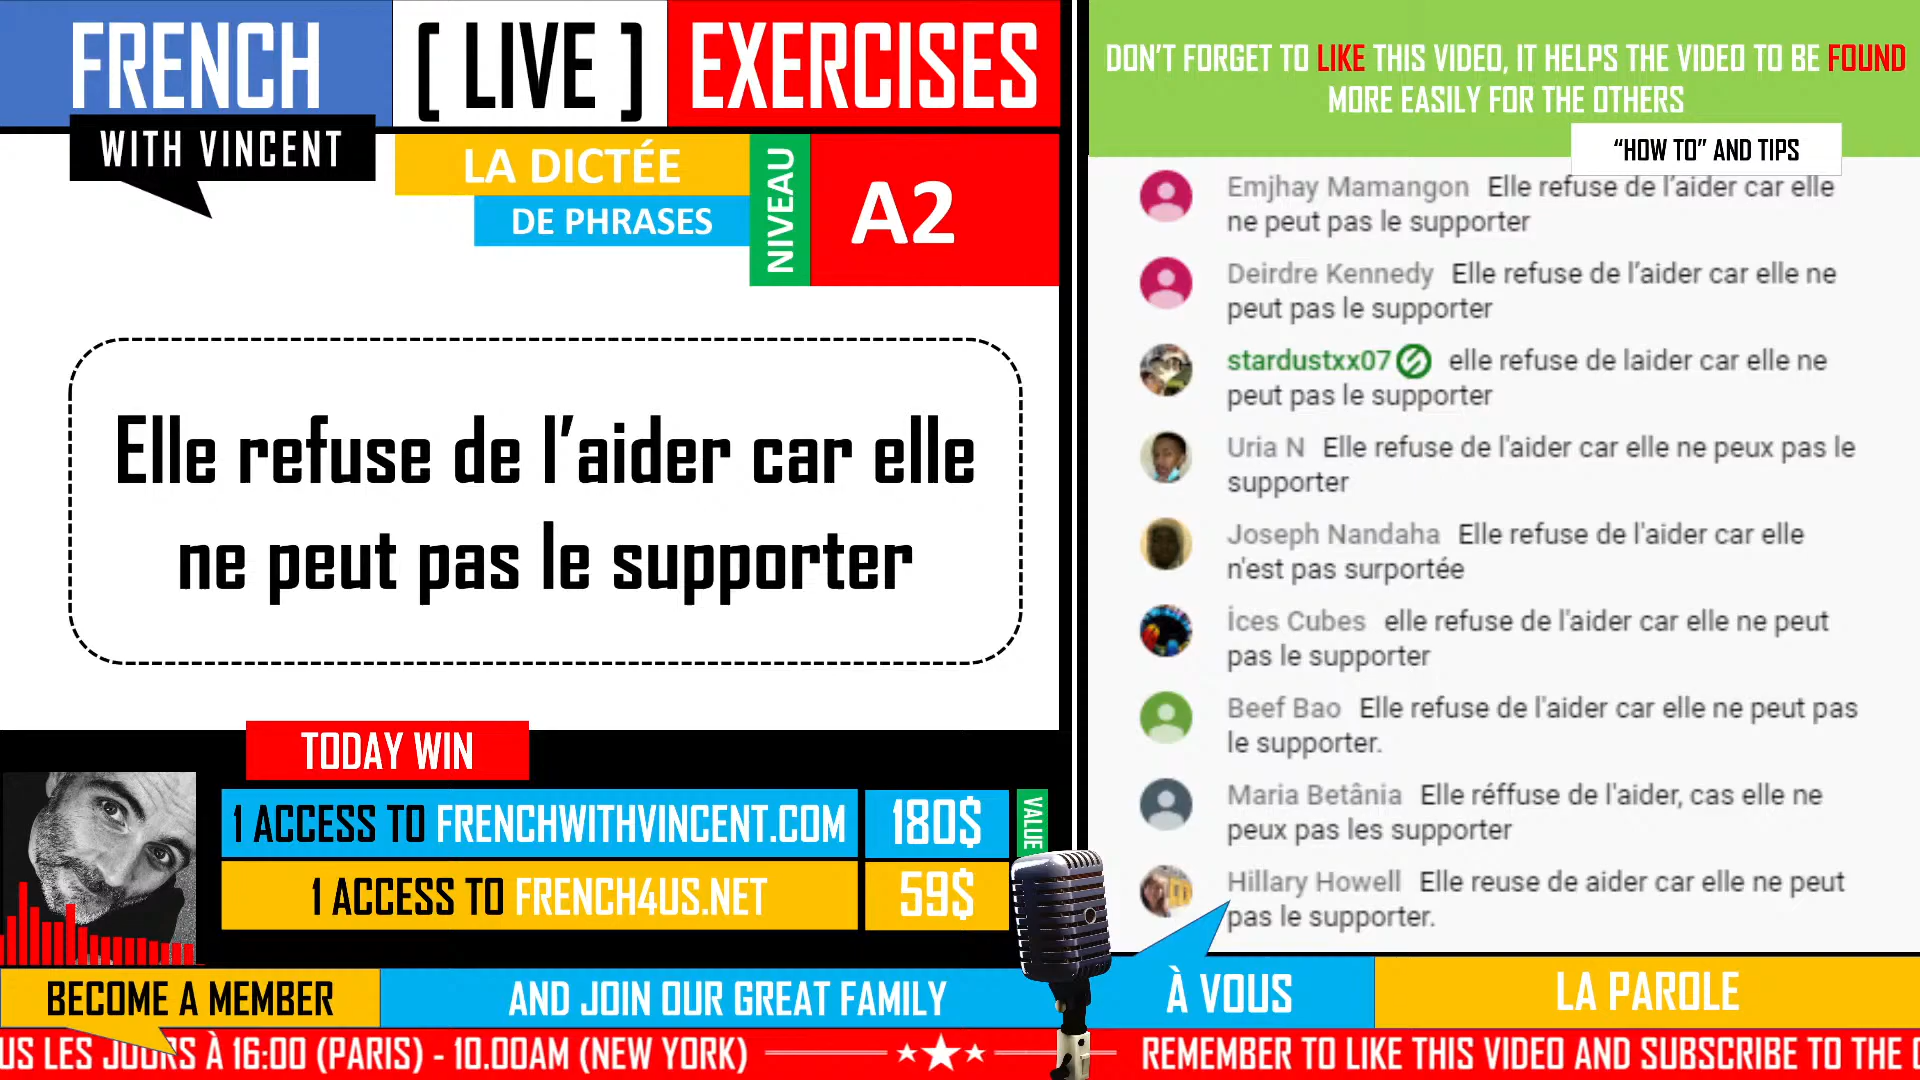 FRENCH
[ LIVE ]
EXERCISES
WITH VINCENT
LA DICTÉE
DE PHRASES
NIVEAU
A2
Elle refuse de l’aider car elle
ne peut pas le supporter
TODAY WIN
1 ACCESS TO FRENCHWITHVINCENT.COM
180$
VALUE
1 ACCESS TO FRENCH4US.NET
59$
BECOME A MEMBER
AND JOIN OUR GREAT FAMILY
DON’T FORGET TO LIKE THIS VIDEO, IT HELPS THE VIDEO TO BE FOUND
MORE EASILY FOR THE OTHERS
“HOW TO” AND TIPS
Emjhay Mamangon Elle refuse de l’aider car elle
ne peut pas le supporter
Deirdre Kennedy Elle refuse de l’aider car elle ne
peut pas le supporter
stardustxx07 elle refuse de laider car elle ne
peut pas le supporter
Uria N Elle refuse de l'aider car elle ne peux pas le
supporter
Joseph Nandaha Elle refuse de l'aider car elle
n'est pas surportée
İces Cubes elle refuse de l'aider car elle ne peut
pas le supporter
Beef Bao Elle refuse de l'aider car elle ne peut pas
le supporter.
Maria Betânia Elle réffuse de l'aider, cas elle ne
peux pas les supporter
Hillary Howell Elle reuse de aider car elle ne peut
pas le supporter.
À VOUS
LA PAROLE
US LES JOURS À 16:00 (PARIS) - 10.00AM (NEW YORK)
REMEMBER TO LIKE THIS VIDEO AND SUBSCRIBE TO THE